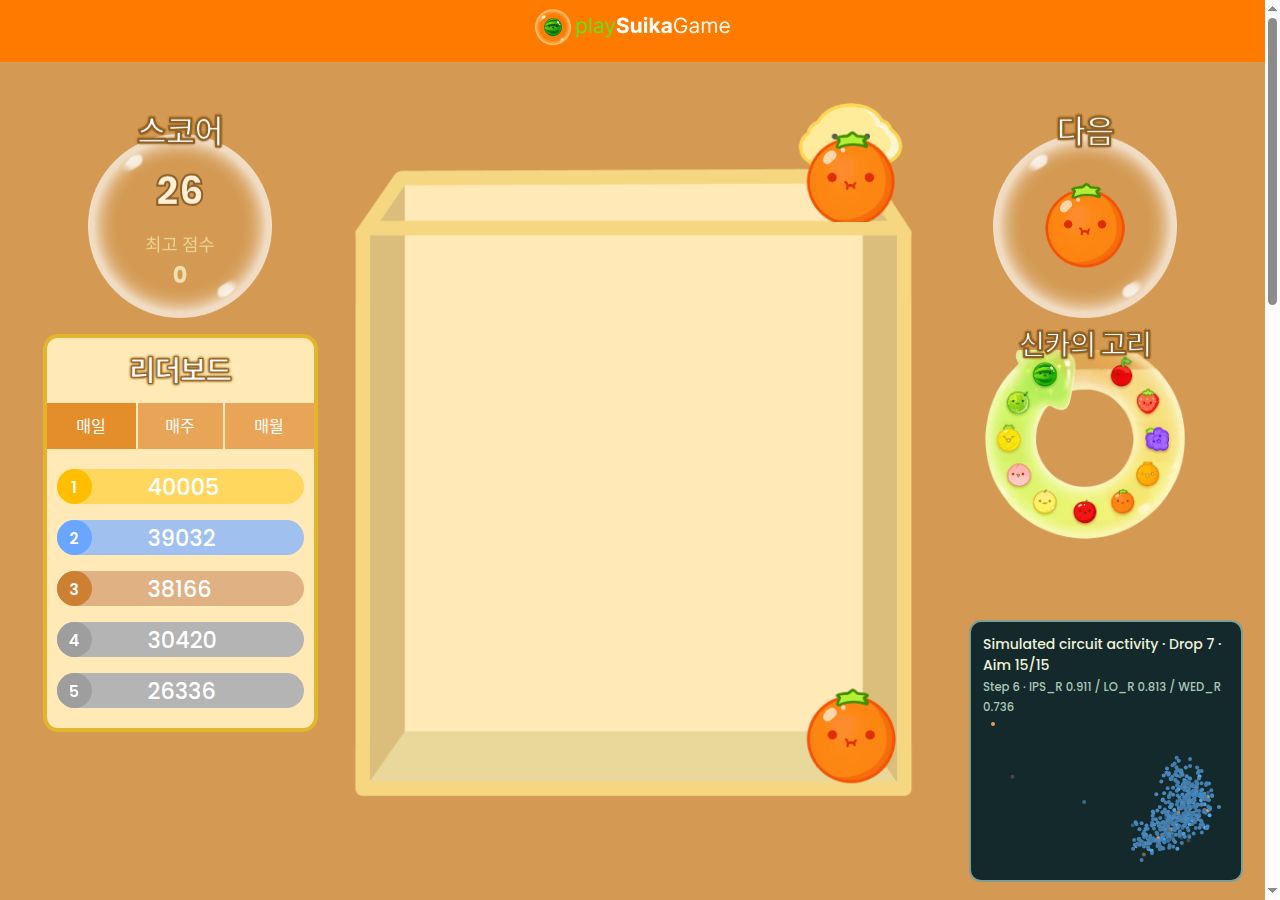 playSuikaGame
스코어
26
최고 점수
0
다음
신카의 고리
리더보드
매일 매주 매월
1 40005
2 39032
3 38166
4 30420
5 26336
Simulated circuit activity · Drop 7 ·
Aim 15/15
Step 6 · IPS_R 0.911 / LO_R 0.813 / WED_R
0.736